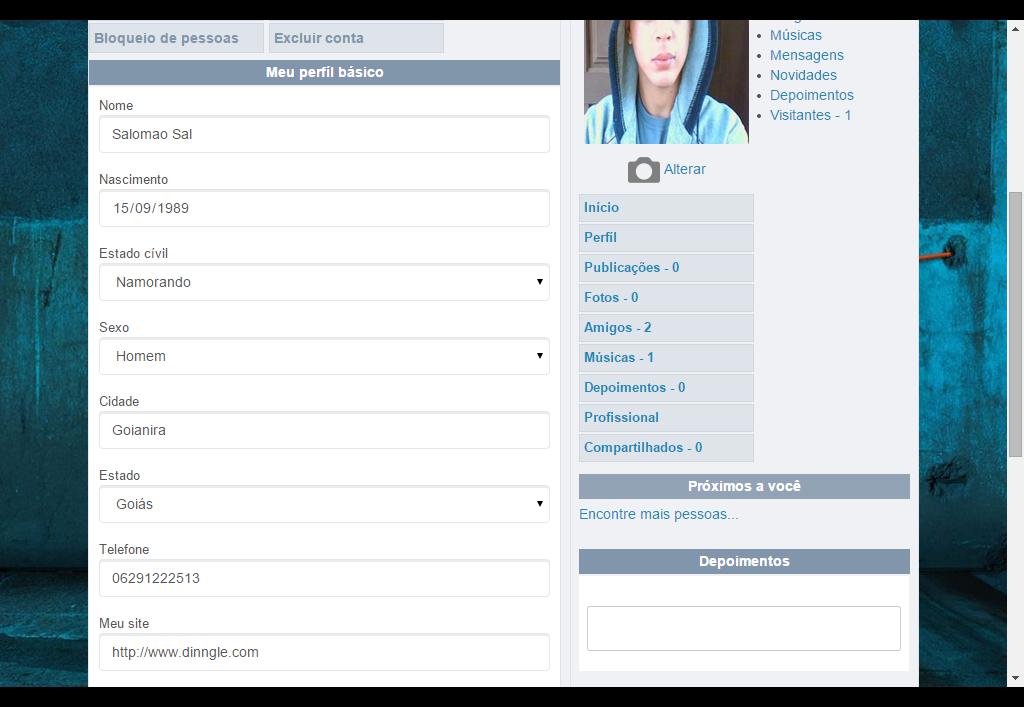 Bloqueio de pessoas
Excluir conta
Meu perfil básico
Nome
Salomao Sal
Nascimento
15/09/1989
Estado cívil
Namorando
Sexo
Homem
Cidade
Goianira
Estado
Goiás
Telefone
06291222513
Meu site
http://www.dinngle.com
Músicas
Mensagens
Novidades
Depoimentos
Visitantes - 1
Alterar
Início
Perfil
Publicações - 0
Fotos - 0
Amigos - 2
Músicas - 1
Depoimentos - 0
Profissional
Compartilhados - 0
Próximos a você
Encontre mais pessoas...
Depoimentos